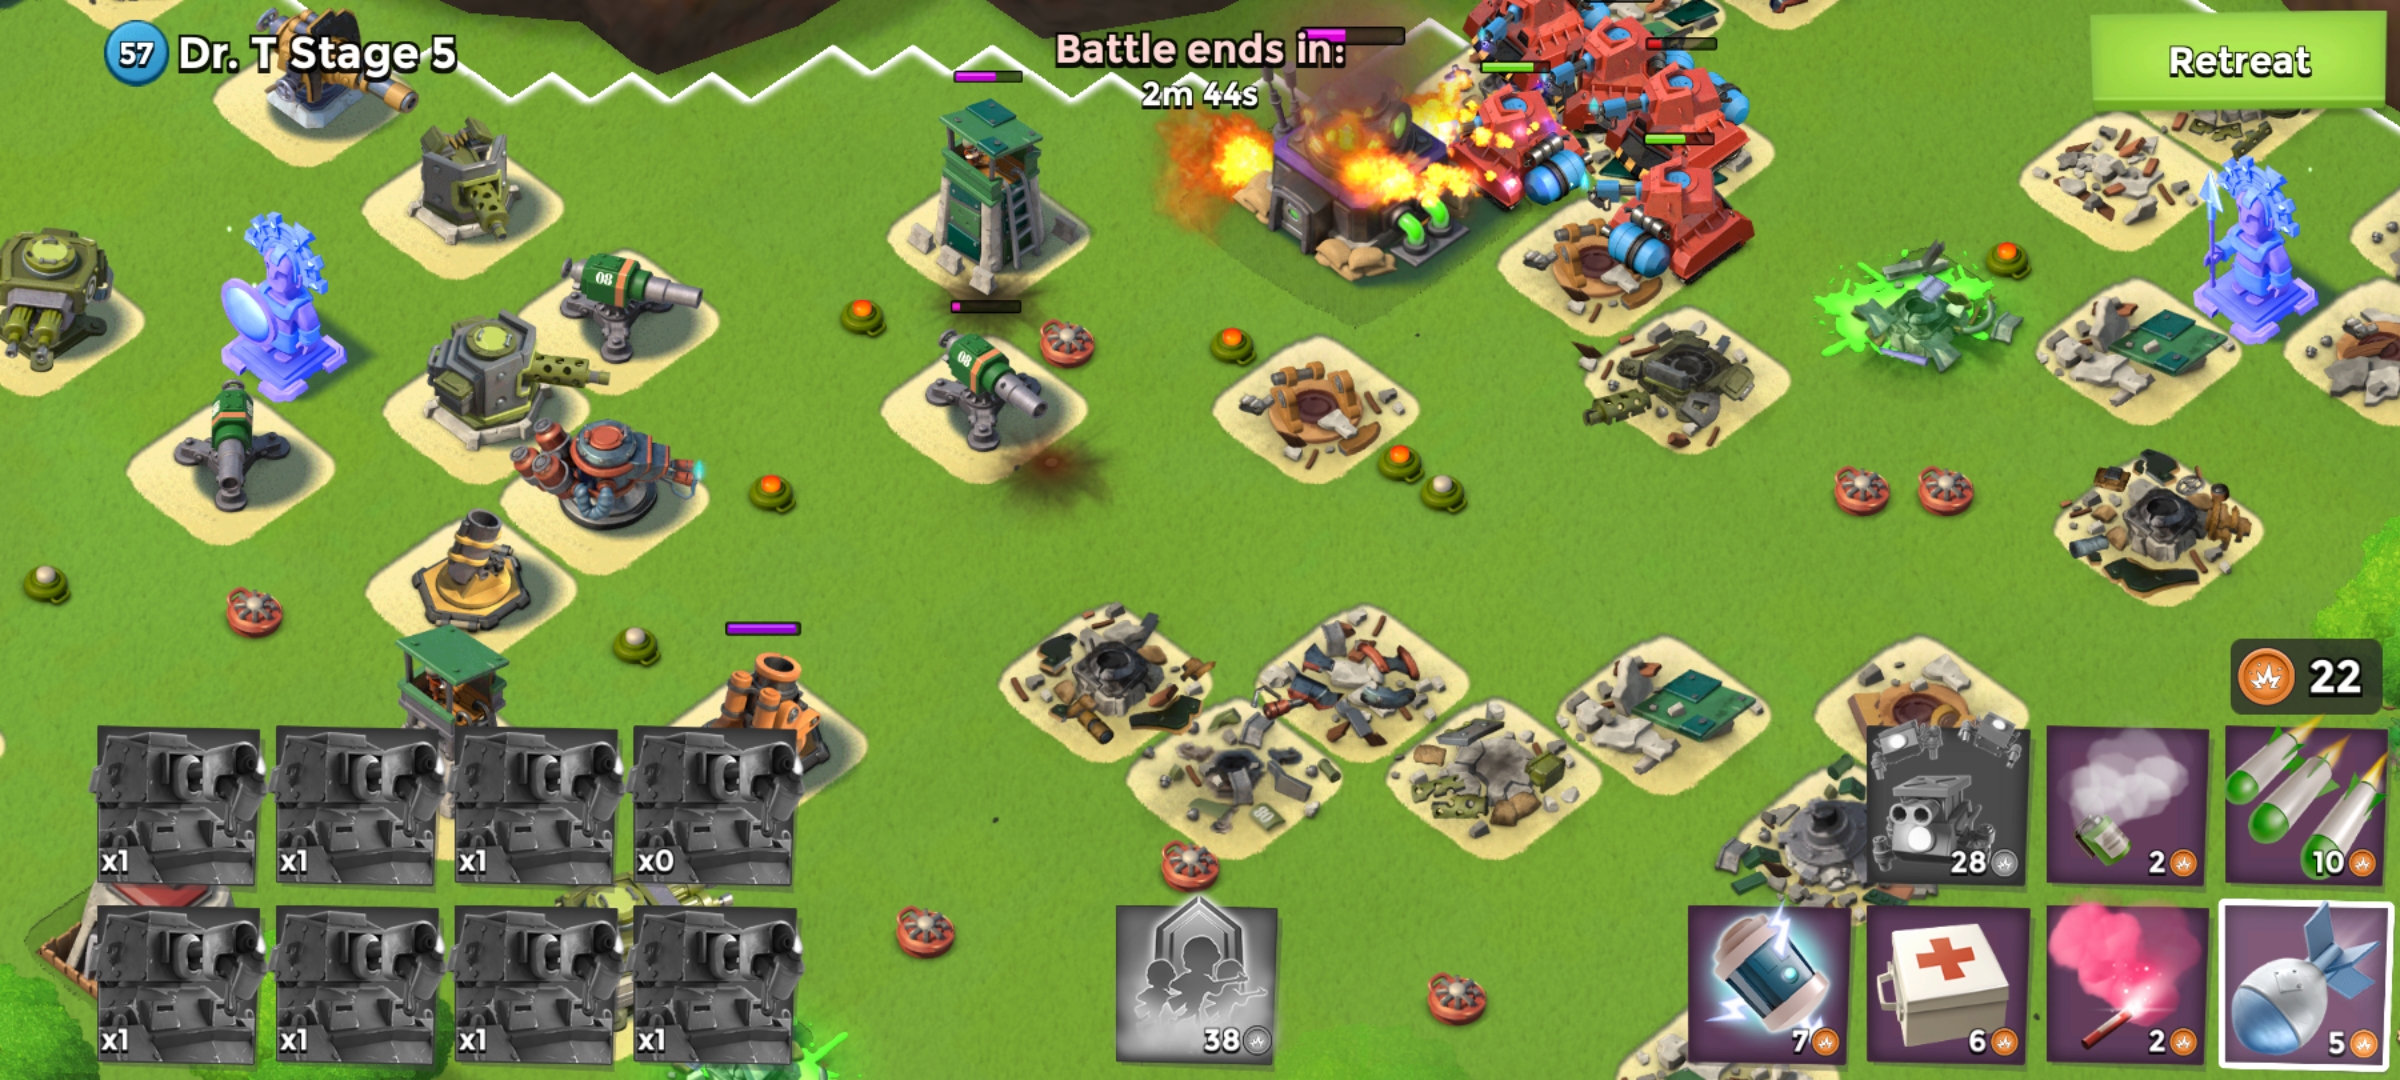 57 Dr. T Stage 5
Battle ends in:
2m 44s
Retreat
08
08
22
x1
x1
x1
x0
28
2
10
x1
x1
x1
x1
38
7
6
2
5